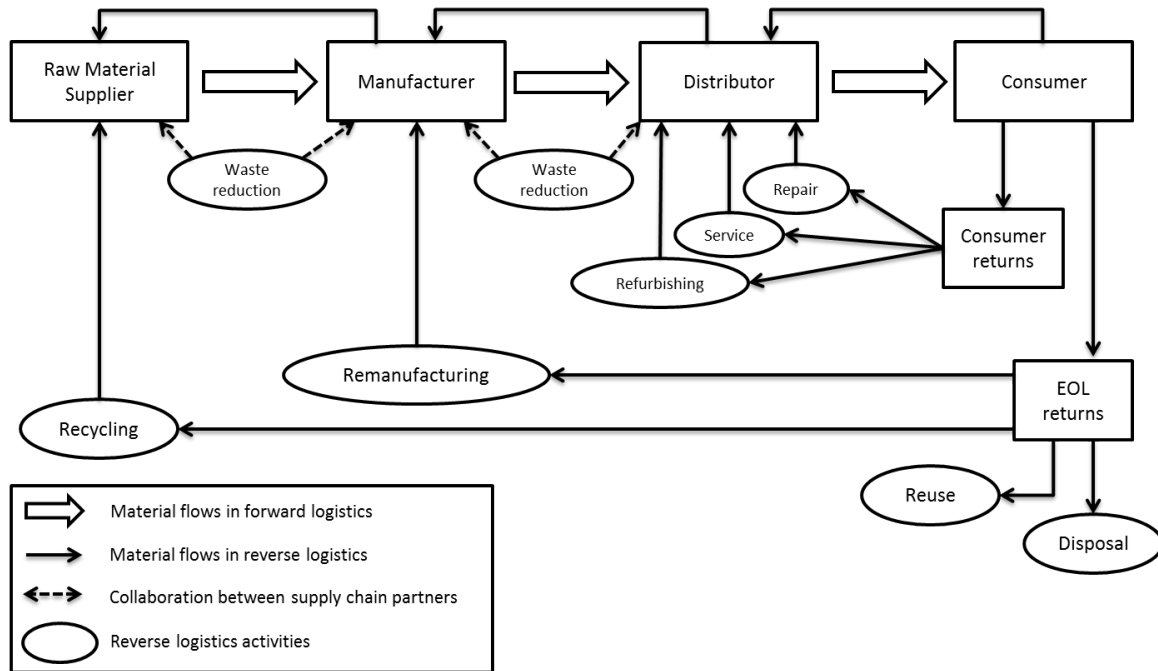 Raw Material
Supplier
Manufacturer
Distributor
Consumer
Waste
reduction
Waste
reduction
Repair
Service
Refurbishing
Consumer
returns
Remanufacturing
EOL
returns
Recycling
Reuse
Disposal
Material flows in forward logistics
Material flows in reverse logistics
Collaboration between supply chain partners
Reverse logistics activities